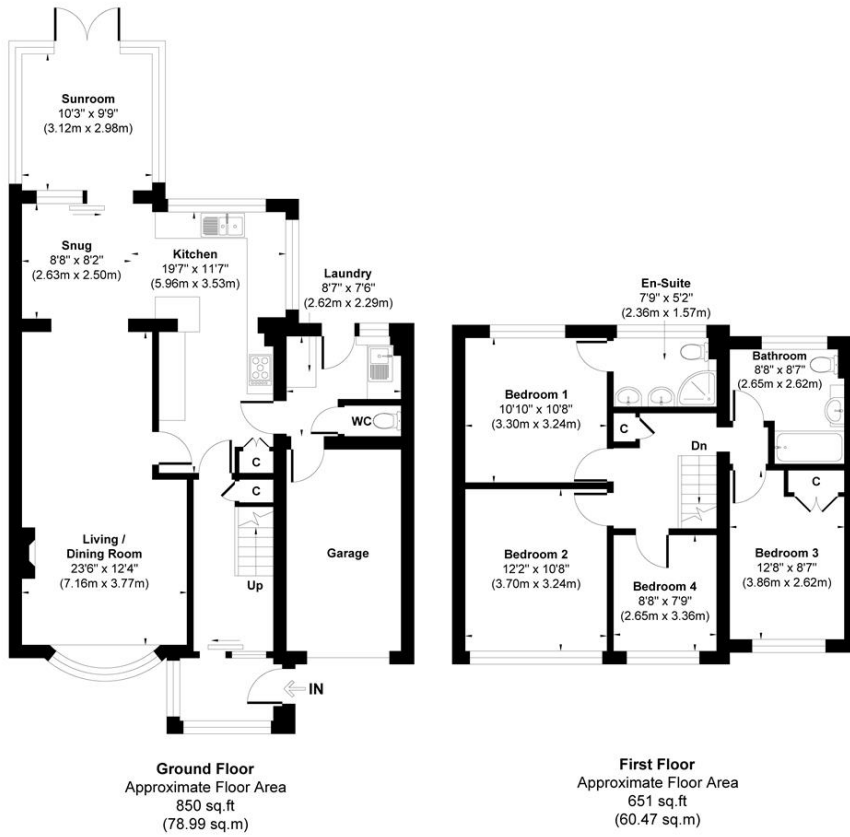 Sunroom
10'3" x 9'9"
(3.12m x 2.98m)
Snug
8'8" x 8'2"
(2.63m x 2.50m)
Kitchen
19'7" x 11'7"
(5.96m x 3.53m)
Laundry
8'7" x 7'6"
(2.62m x 2.29m)
WC
C
C
Living /
Dining Room
23'6" x 12'4"
(7.16m x 3.77m)
Up
Garage
IN
Ground Floor
Approximate Floor Area
850 sq.ft
(78.99 sq.m)
En-Suite
7'9" x 5'2"
(2.36m x 1.57m)
Bedroom 1
10'10" x 10'8"
(3.30m x 3.24m)
Bathroom
8'8" x 8'7"
(2.65m x 2.62m)
C
Dn
C
Bedroom 2
12'2" x 10'8"
(3.70m x 3.24m)
Bedroom 3
12'8" x 8'7"
(3.86m x 2.62m)
Bedroom 4
8'8" x 7'9"
(2.65m x 3.36m)
First Floor
Approximate Floor Area
651 sq.ft
(60.47 sq.m)